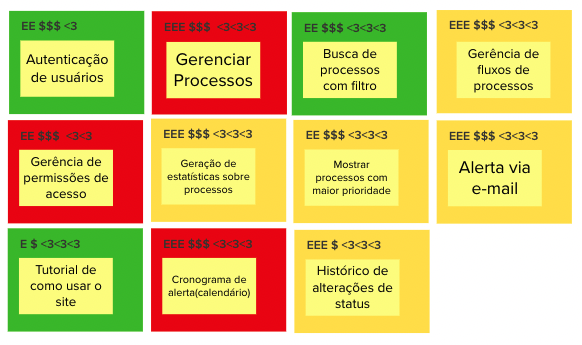 EE $$$ <3
Autenticação
de usuários
EEE $$$ <3<3<3
Gerenciar
Processos
EE $$$ <3<3<3
Busca de
processos
com filtro
EEE $$$ <3<3<3
Gerência de
fluxos de
processos
EE $$$ <3<3
Gerência de
permissões de
acesso
EEE $$$ <3<3<3
Geração de
estatísticas sobre
processos
EE $$$ <3<3<3
Mostrar
processos com
maior prioridade
EEE $$$ <3<3<3
Alerta via
e-mail
E $ <3<3<3
Tutorial de
como usar o
site
EEE $$$ <3<3<3
Cronograma de
alerta(calendário)
EEE $ <3<3<3
Histórico de
alterações de
status